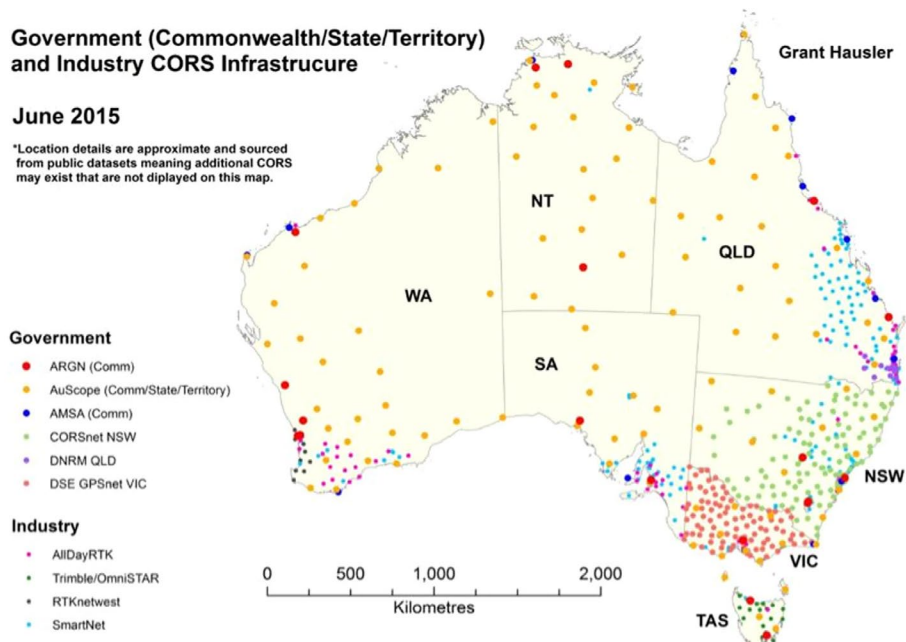 Government (Commonwealth/State/Territory)
and Industry CORS Infrastrucure
Grant Hausler
June 2015
*Location details are approximate and sourced
from public datasets meaning additional CORS
may exist that are not diplayed on this map.
NT
QLD
WA
SA
NSW
VIC
TAS
Government
ARGN (Comm)
AuScope (Comm/State/Territory)
AMSA (Comm)
CORSnet NSW
DNRM QLD
DSE GPSnet VIC
Industry
AllDayRTK
Trimble/OmniSTAR
RTKnetwest
SmartNet
0 500 1,000 2,000
Kilometres